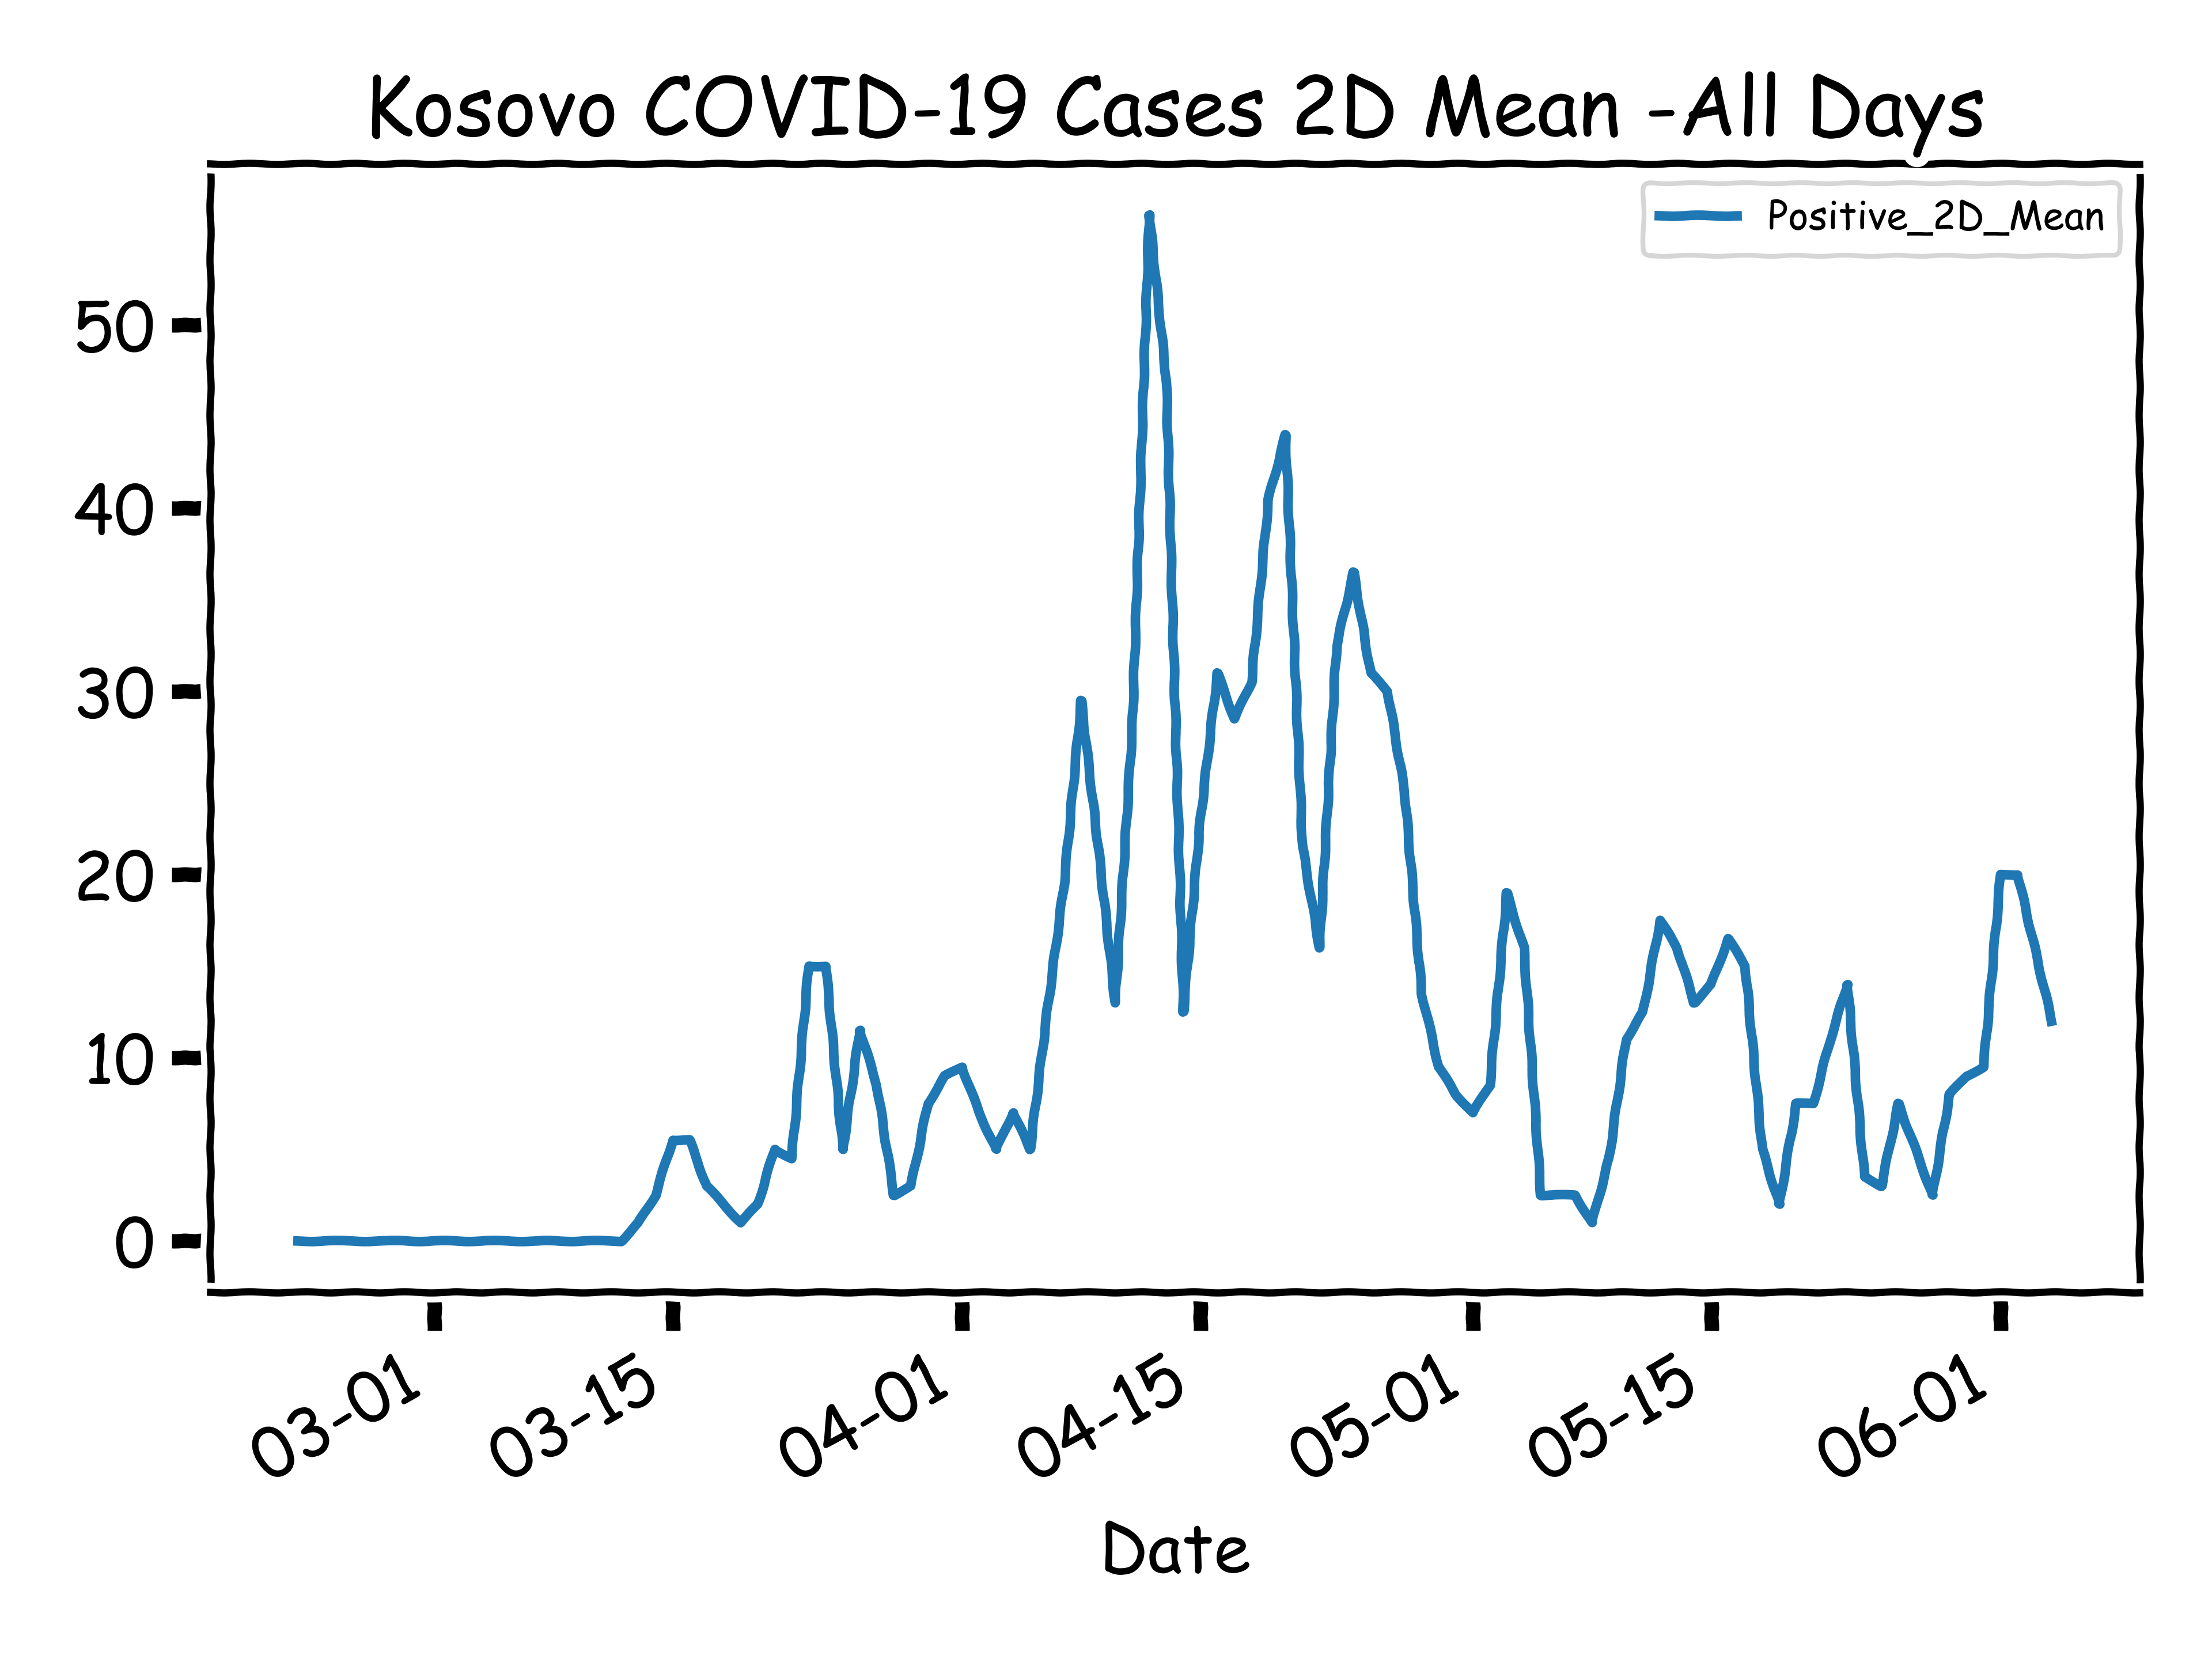 Kosovo COVID-19 Cases 2D Mean - All Days
Positive_2D_Mean
50
40
30
20
10
0
03-01 03-15 04-01 04-15 05-01 05-15 06-01
Date